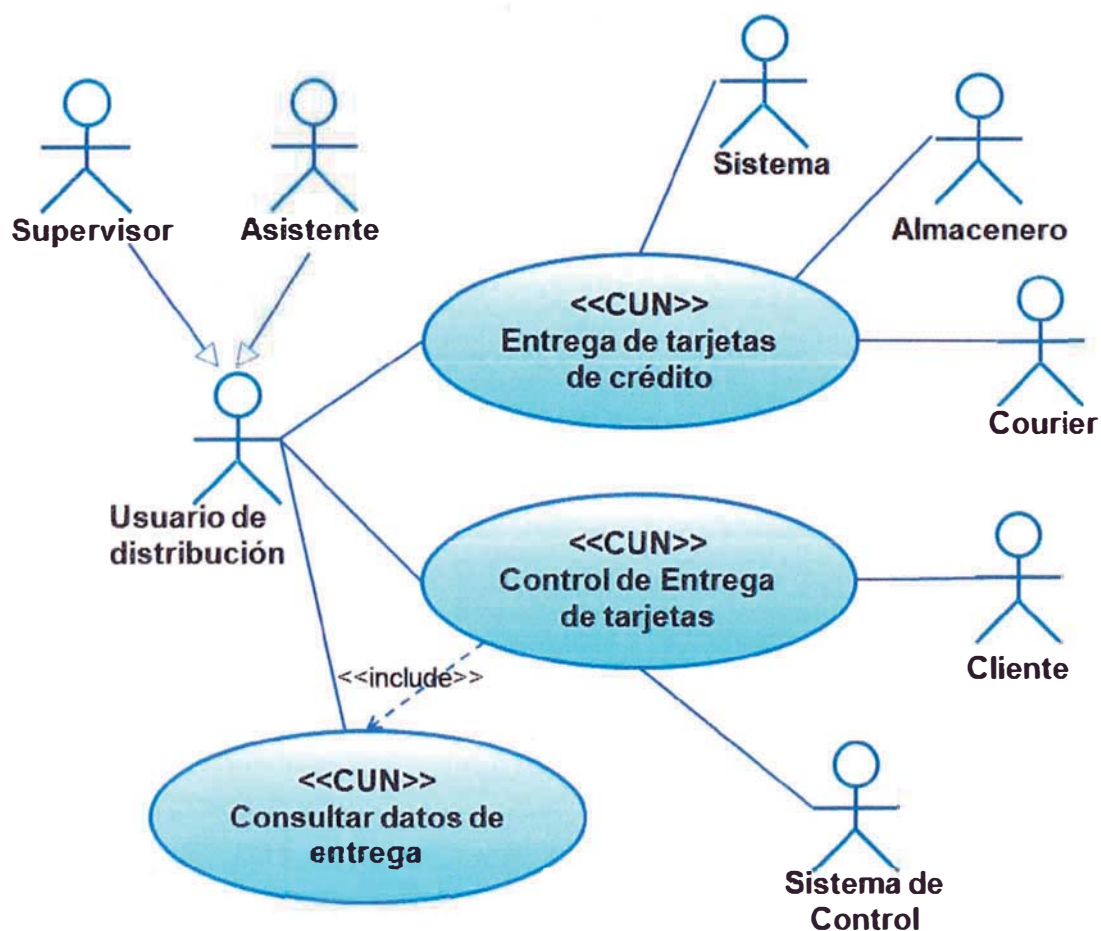 Sistema
Almacenero
Supervisor
Asistente
<<CUN>>
Entrega de tarjetas
de crédito
Courier
Usuario de
distribución
<<CUN>>
Control de Entrega
de tarjetas
Cliente
<<include>>
<<CUN>>
Consultar datos de
entrega
Sistema de
Control